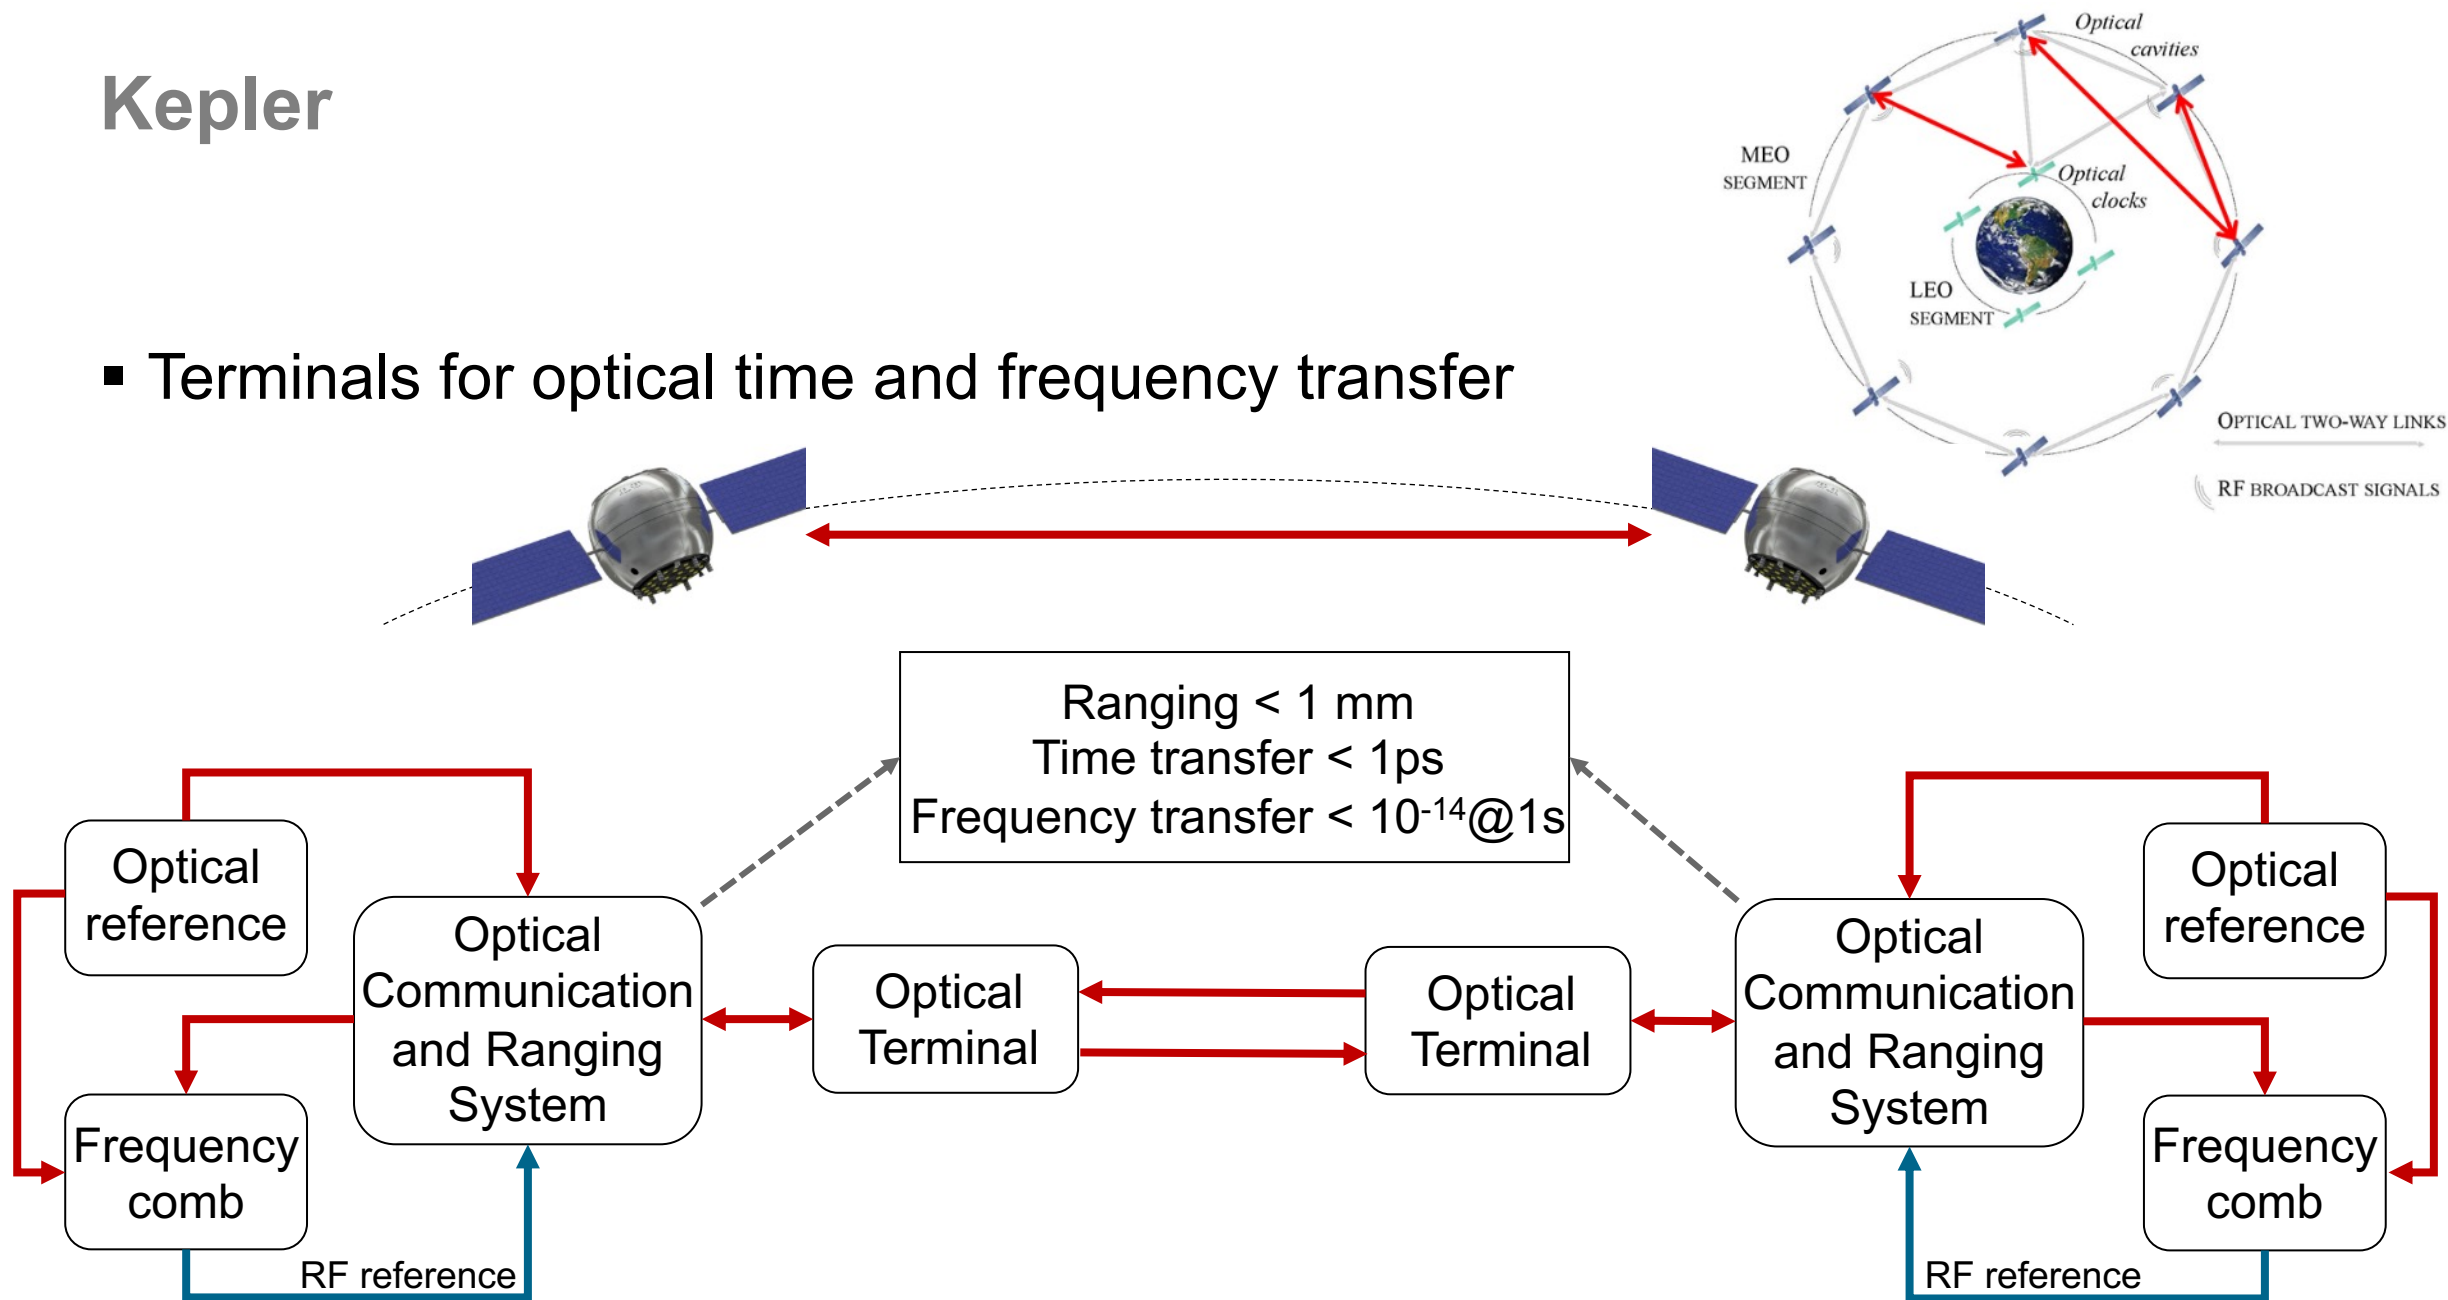 Kepler
Optical
cavities
MEO
SEGMENT
Optical
clocks
LEO
SEGMENT
OPTICAL TWO-WAY LINKS
RF BROADCAST SIGNALS
▪ Terminals for optical time and frequency transfer
Ranging < 1 mm
Time transfer < 1ps
Frequency transfer < 10⁻¹⁴@1s
Optical
reference
Optical
Communication
and Ranging
System
Frequency
comb
RF reference
Optical
Terminal
Optical
Terminal
Optical
Communication
and Ranging
System
Optical
reference
Frequency
comb
RF reference